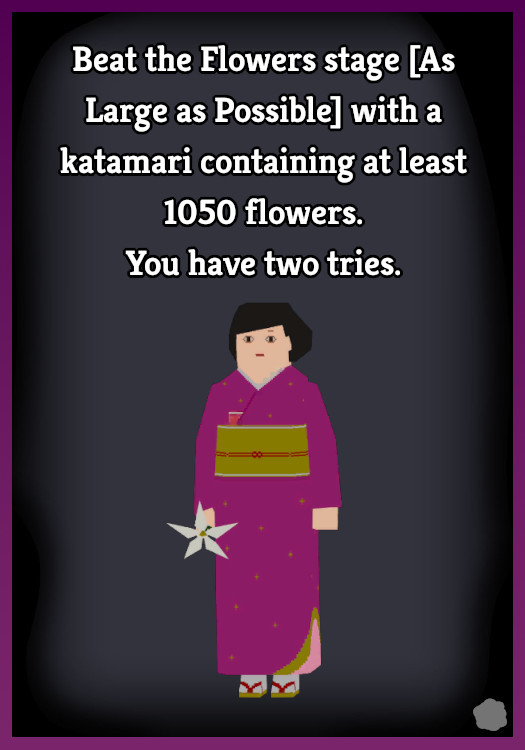 Beat the Flowers stage [As
Large as Possible] with a
katamari containing at least
1050 flowers.
You have two tries.